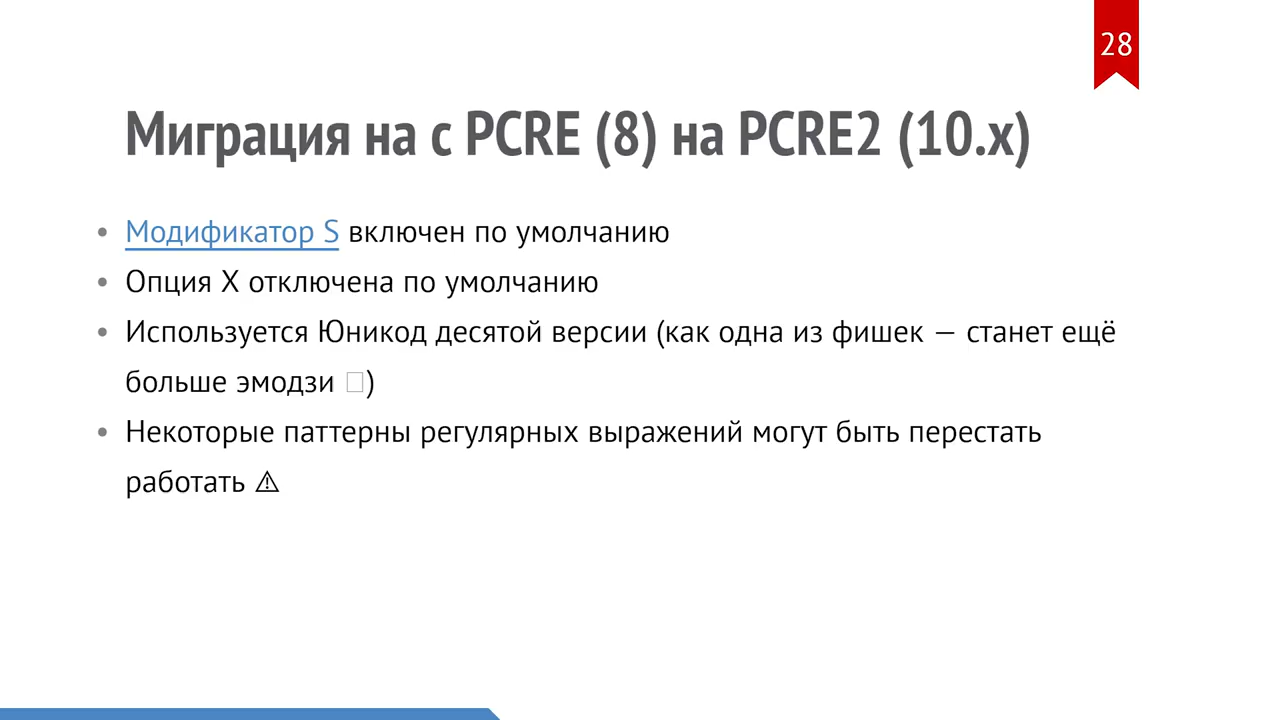 28
Миграция на с PCRE (8) на PCRE2 (10.x)
• Модификатор S включен по умолчанию
• Опция X отключена по умолчанию
• Используется Юникод десятой версии (как одна из фишек — станет ещё
больше эмодзи □)
• Некоторые паттерны регулярных выражений могут быть перестать
работать ⚠